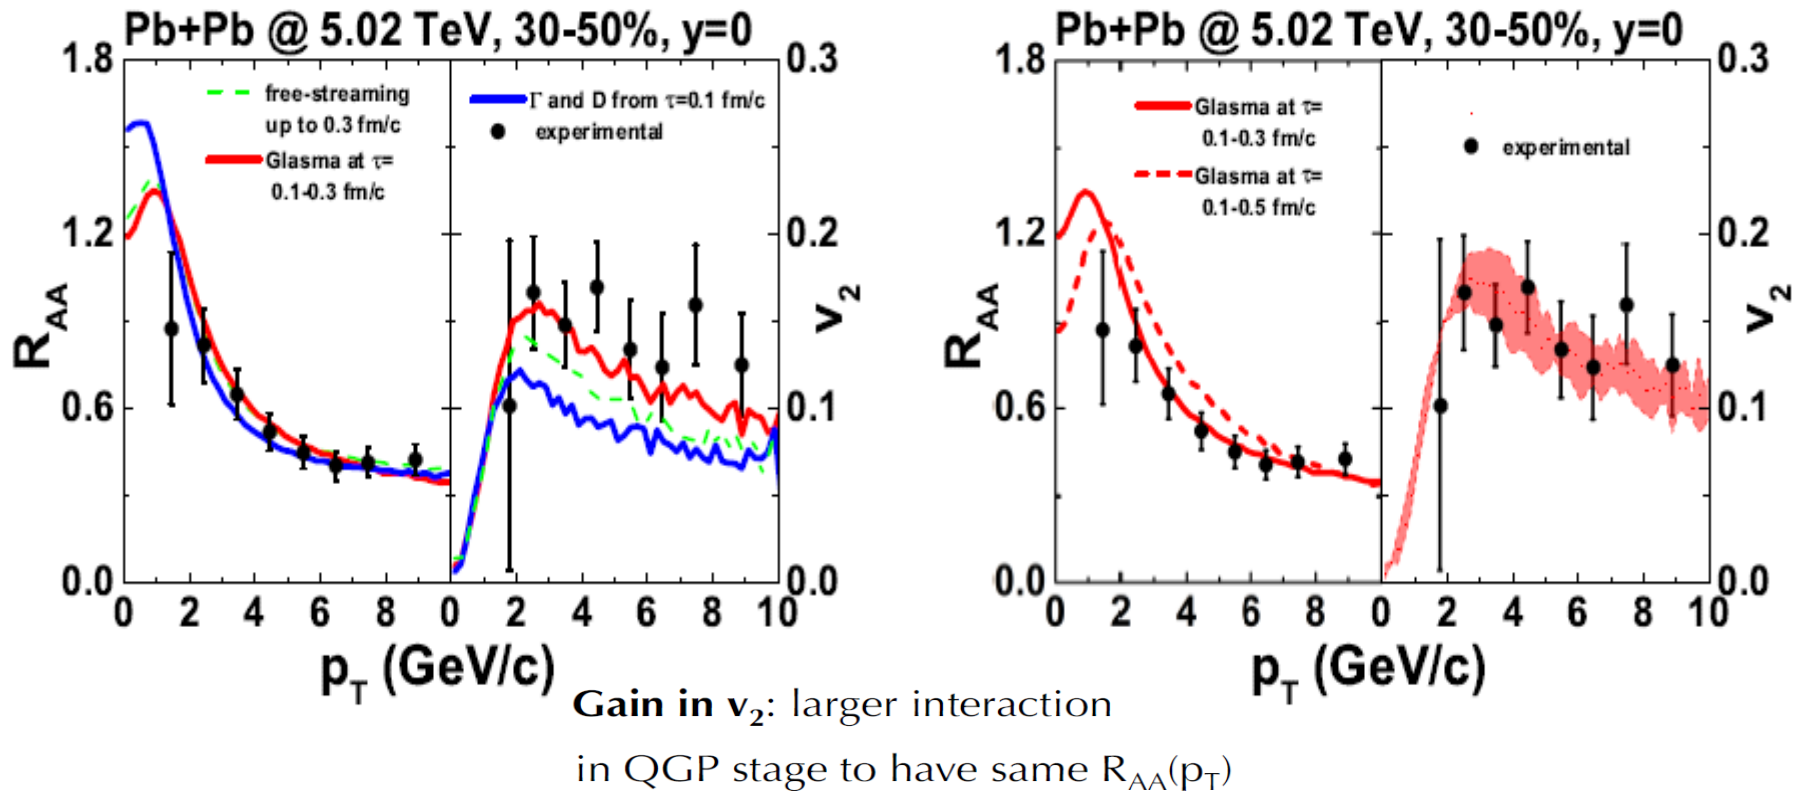 Pb+Pb @ 5.02 TeV, 30-50%, y=0
1.8
1.2
0.6
0.0
R_AA
free-streaming
up to 0.3 fm/c
Glasma at τ=
0.1-0.3 fm/c
Γ and D from τ=0.1 fm/c
experimental
0.3
0.2
0.1
0.0
v_2
0 2 4 6 8 0 2 4 6 8 10
p_T (GeV/c)
Pb+Pb @ 5.02 TeV, 30-50%, y=0
1.8
1.2
0.6
0.0
R_AA
Glasma at τ=
0.1-0.3 fm/c
Glasma at τ=
0.1-0.5 fm/c
experimental
0.3
0.2
0.1
0.0
v_2
0 2 4 6 8 0 2 4 6 8 10
p_T (GeV/c)
Gain in v_2: larger interaction
in QGP stage to have same R_AA(p_T)